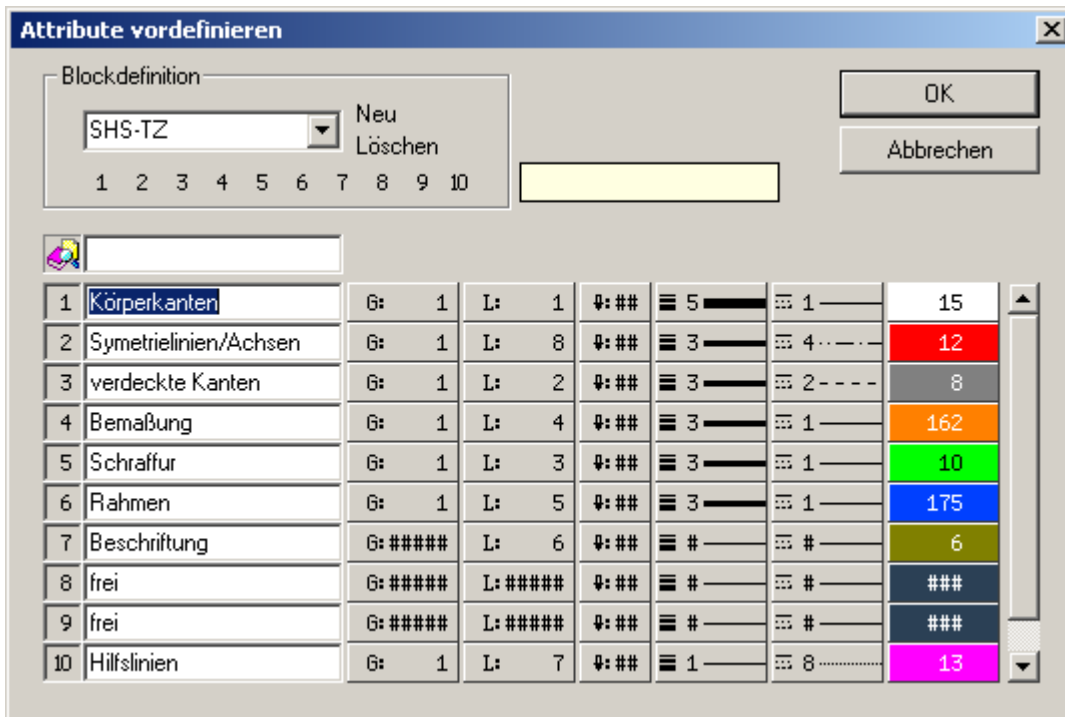 Attribute vordefinieren
Blockdefinition
SHS-TZ
Neu
Löschen
1 2 3 4 5 6 7 8 9 10
OK
Abbrechen
1 Körperkanten G: 1 L: 1 :## 5 1 15
2 Symetrielinien/Achsen G: 1 L: 8 :## 3 4 12
3 verdeckte Kanten G: 1 L: 2 :## 3 2 8
4 Bemaßung G: 1 L: 4 :## 3 1 162
5 Schraffur G: 1 L: 3 :## 3 1 10
6 Rahmen G: 1 L: 5 :## 3 1 175
7 Beschriftung G:##### L: 6 :## # # 6
8 frei G:##### L:##### :## # # ###
9 frei G:##### L:##### :## # # ###
10 Hilfslinien G: 1 L: 7 :## 1 8 13